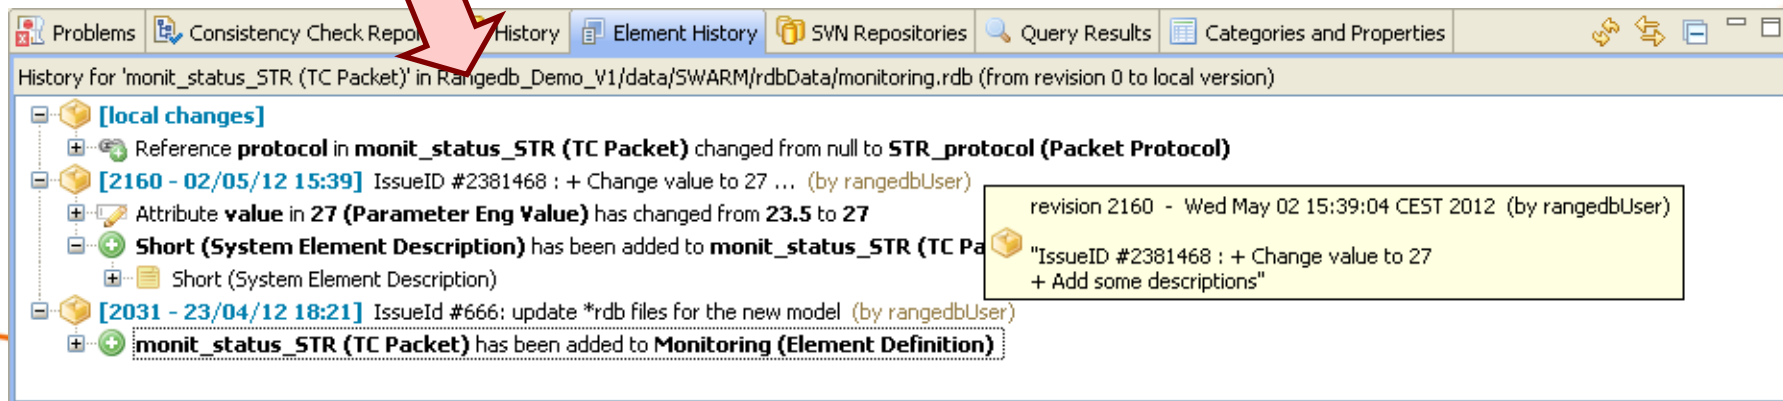 Problems Consistency Check Repo History Element History SVN Repositories Query Results Categories and Properties
History for 'monit_status_STR (TC Packet)' in Rangedb_Demo_V1/data/SWARM/rdbData/monitoring.rdb (from revision 0 to local version)
[local changes]
Reference protocol in monit_status_STR (TC Packet) changed from null to STR_protocol (Packet Protocol)
[2160 - 02/05/12 15:39] IssueID #2381468 : + Change value to 27 ... (by rangedbUser)
Attribute value in 27 (Parameter Eng Value) has changed from 23.5 to 27
Short (System Element Description) has been added to monit_status_STR (TC Pa
Short (System Element Description)
[2031 - 23/04/12 18:21] IssueId #666: update *rdb files for the new model (by rangedbUser)
monit_status_STR (TC Packet) has been added to Monitoring (Element Definition)
revision 2160 - Wed May 02 15:39:04 CEST 2012 (by rangedbUser)
"IssueID #2381468 : + Change value to 27
+ Add some descriptions"